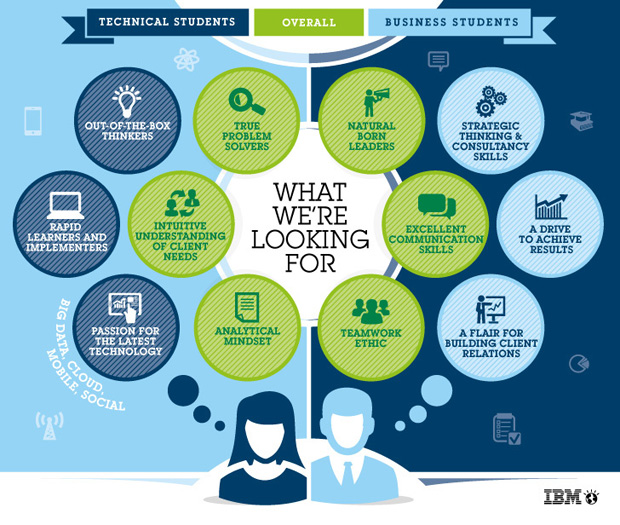 TECHNICAL STUDENTS
OVERALL
BUSINESS STUDENTS
OUT-OF-THE-BOX
THINKERS
TRUE
PROBLEM
SOLVERS
NATURAL
BORN
LEADERS
STRATEGIC
THINKING &
CONSULTANCY
SKILLS
RAPID
LEARNERS AND
IMPLEMENTERS
INTUITIVE
UNDERSTANDING
OF CLIENT
NEEDS
WHAT
WE'RE
LOOKING
FOR
EXCELLENT
COMMUNICATION
SKILLS
A DRIVE
TO ACHIEVE
RESULTS
PASSION FOR
THE LATEST
TECHNOLOGY
BIG DATA, CLOUD,
MOBILE, SOCIAL
ANALYTICAL
MINDSET
TEAMWORK
ETHIC
A FLAIR FOR
BUILDING CLIENT
RELATIONS
IBM